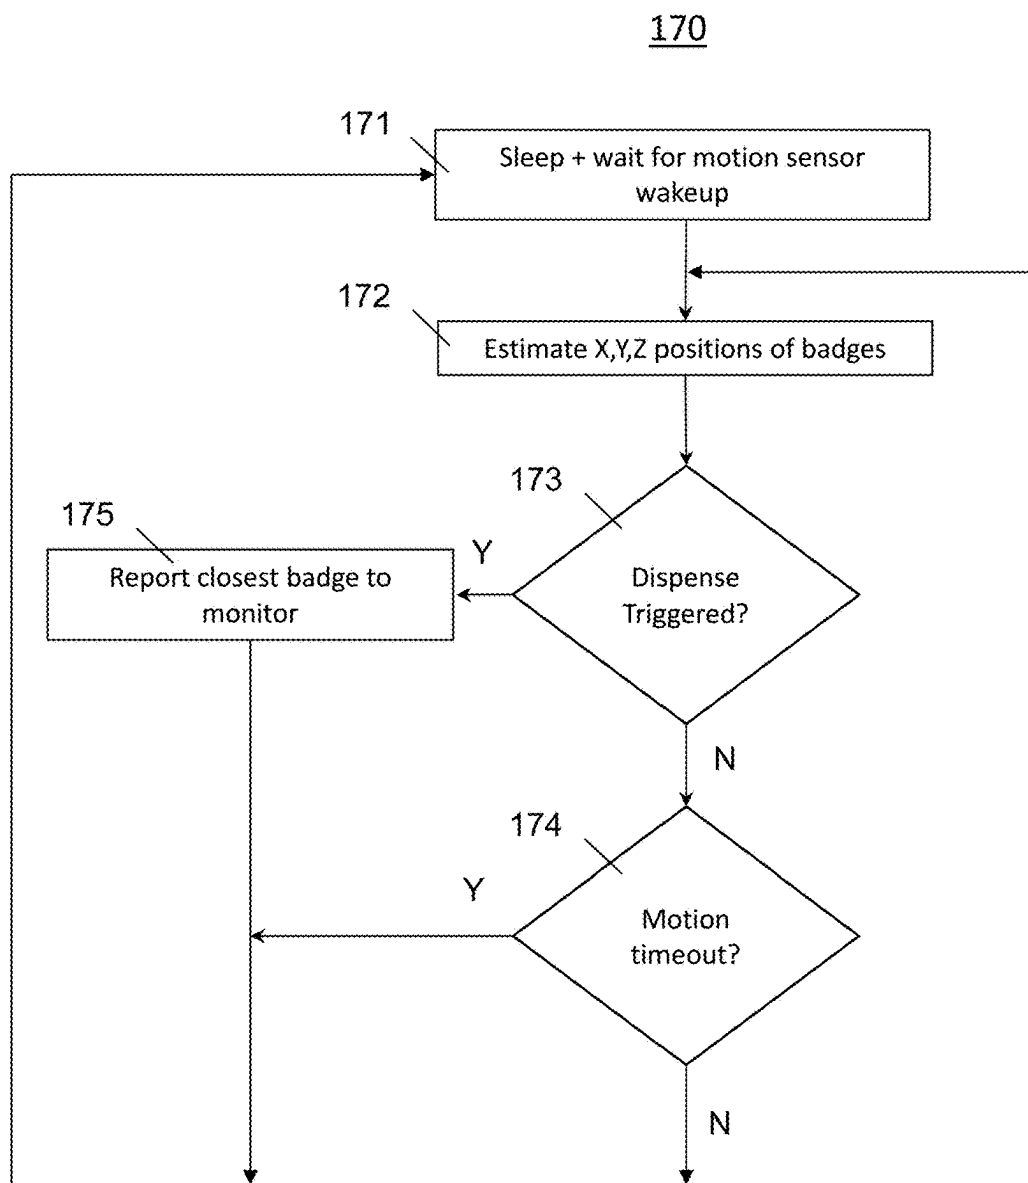 170
171
Sleep + wait for motion sensor
wakeup
172
Estimate X,Y,Z positions of badges
173
175
Y
Report closest badge to
monitor
Dispense
Triggered?
N
174
Y
Motion
timeout?
N